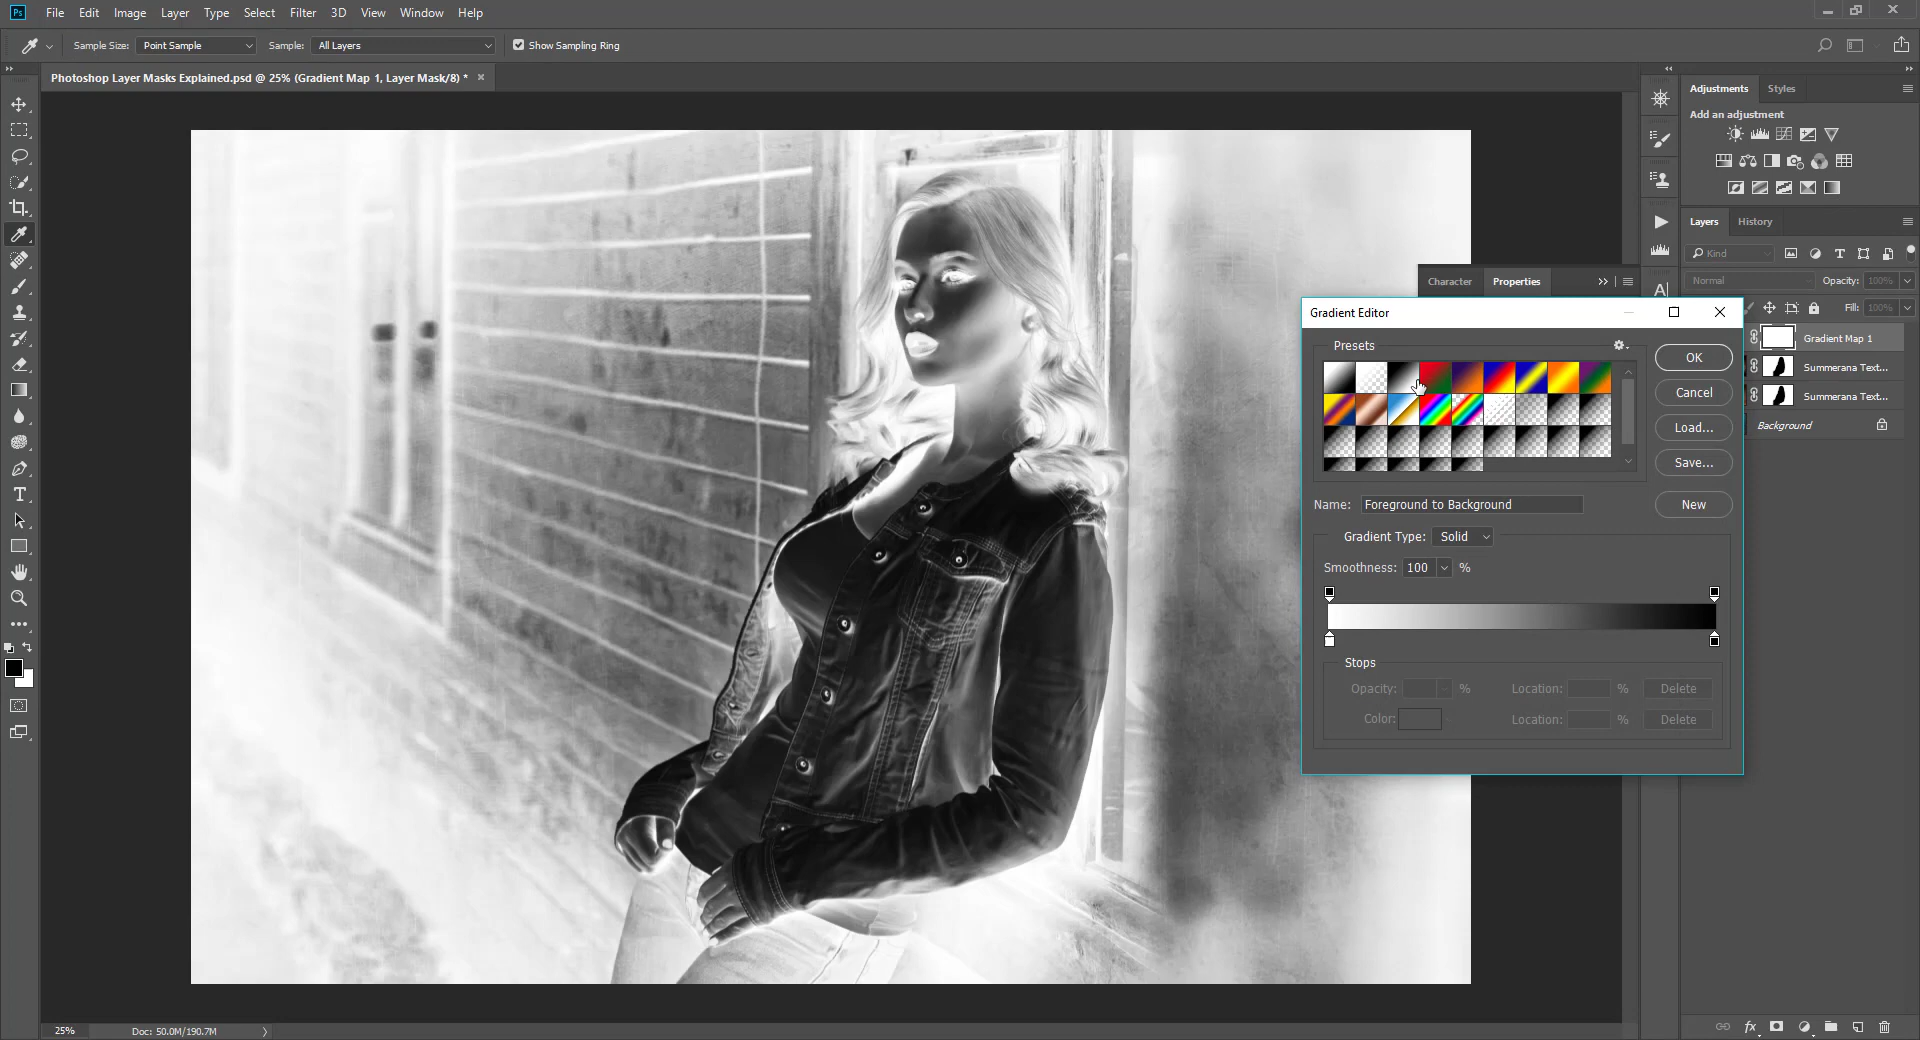 Ps File Edit Image Layer Type Select Filter 3D View Window Help
Sample Size: Point Sample Sample: All Layers Show Sampling Ring
Photoshop Layer Masks Explained.psd @ 25% (Gradient Map 1, Layer Mask/8) *
Adjustments Styles
Add an adjustment
Layers History
Kind
Normal Opacity: 100%
Fill: 100%
Character Properties
Gradient Editor
Presets
OK
Cancel
Load...
Save...
Name: Foreground to Background New
Gradient Type: Solid
Smoothness: 100 %
Stops
Opacity: % Location: % Delete
Color: Location: % Delete
Gradient Map 1
Summerana Text...
Summerana Text...
Background
25% Doc: 50.0M/190.7M